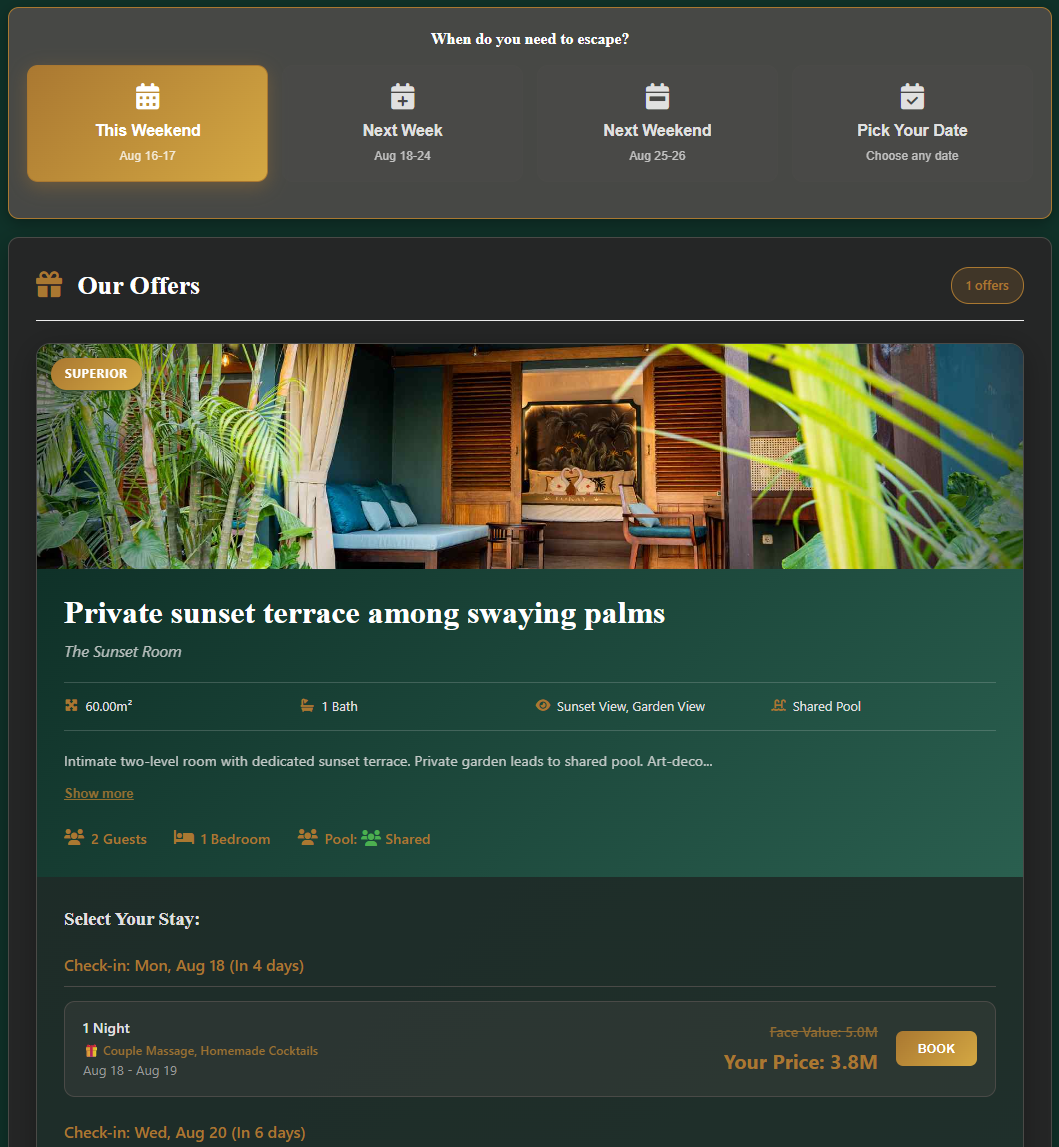 When do you need to escape?
This Weekend
Aug 16-17
Next Week
Aug 18-24
Next Weekend
Aug 25-26
Pick Your Date
Choose any date
Our Offers
1 offers
SUPERIOR
Private sunset terrace among swaying palms
The Sunset Room
60.00m²
1 Bath
Sunset View, Garden View
Shared Pool
Intimate two-level room with dedicated sunset terrace. Private garden leads to shared pool. Art-deco...
Show more
2 Guests
1 Bedroom
Pool: Shared
Select Your Stay:
Check-in: Mon, Aug 18 (In 4 days)
1 Night
Couple Massage, Homemade Cocktails
Aug 18 - Aug 19
Face Value: 5.0M
Your Price: 3.8M
BOOK
Check-in: Wed, Aug 20 (In 6 days)